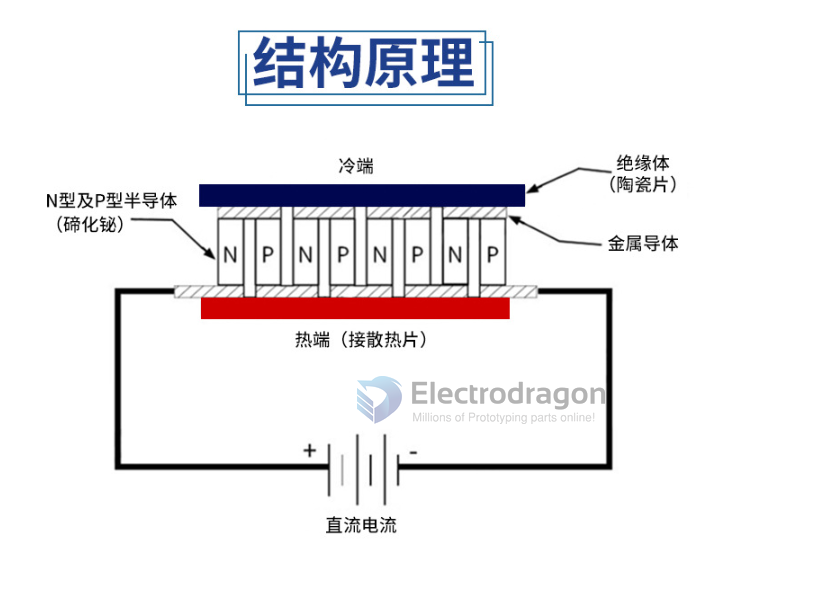 结构原理
冷端
绝缘体
（陶瓷片）
N型及P型半导体
（碲化铋）
金属导体
N P N P N P N P
热端（接散热片）
Electrodragon
Millions of Prototyping parts online!
+ -
直流电流